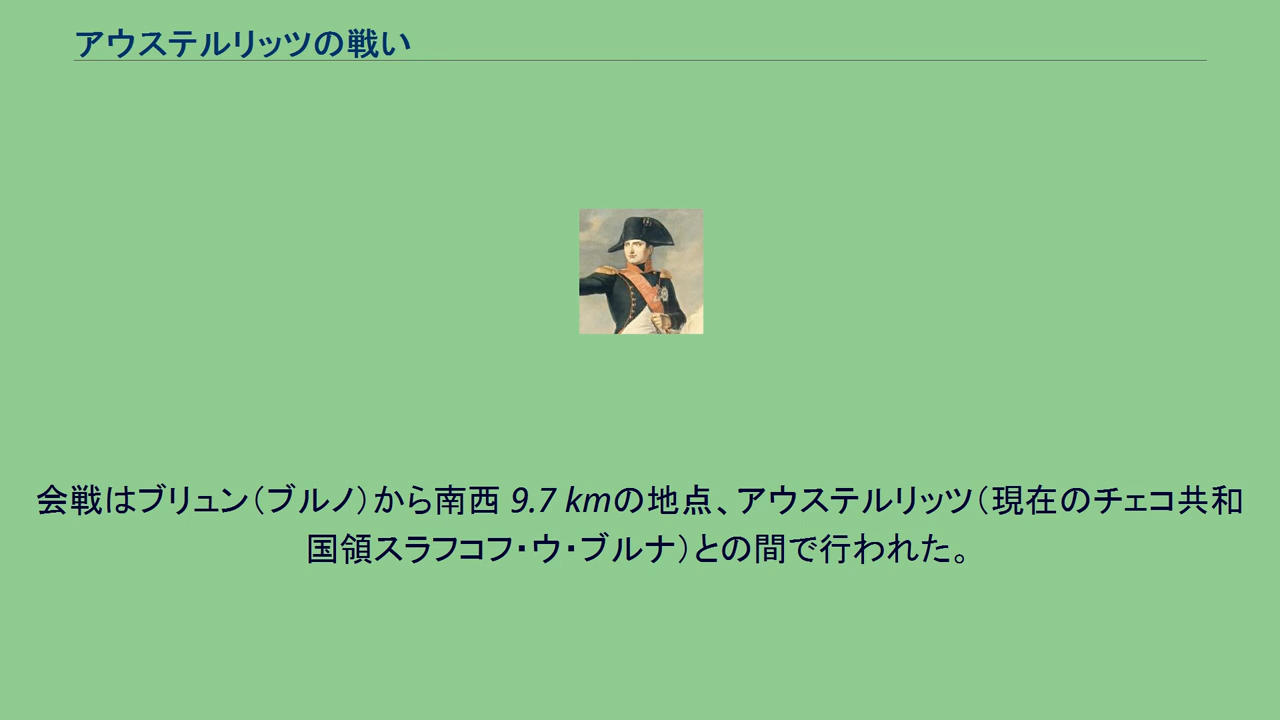 アウステルリッツの戦い
会戦はブリュン（ブルノ）から南西 9.7 kmの地点、アウステルリッツ（現在のチェコ共和
国領スラフコフ・ウ・ブルナ）との間で行われた。